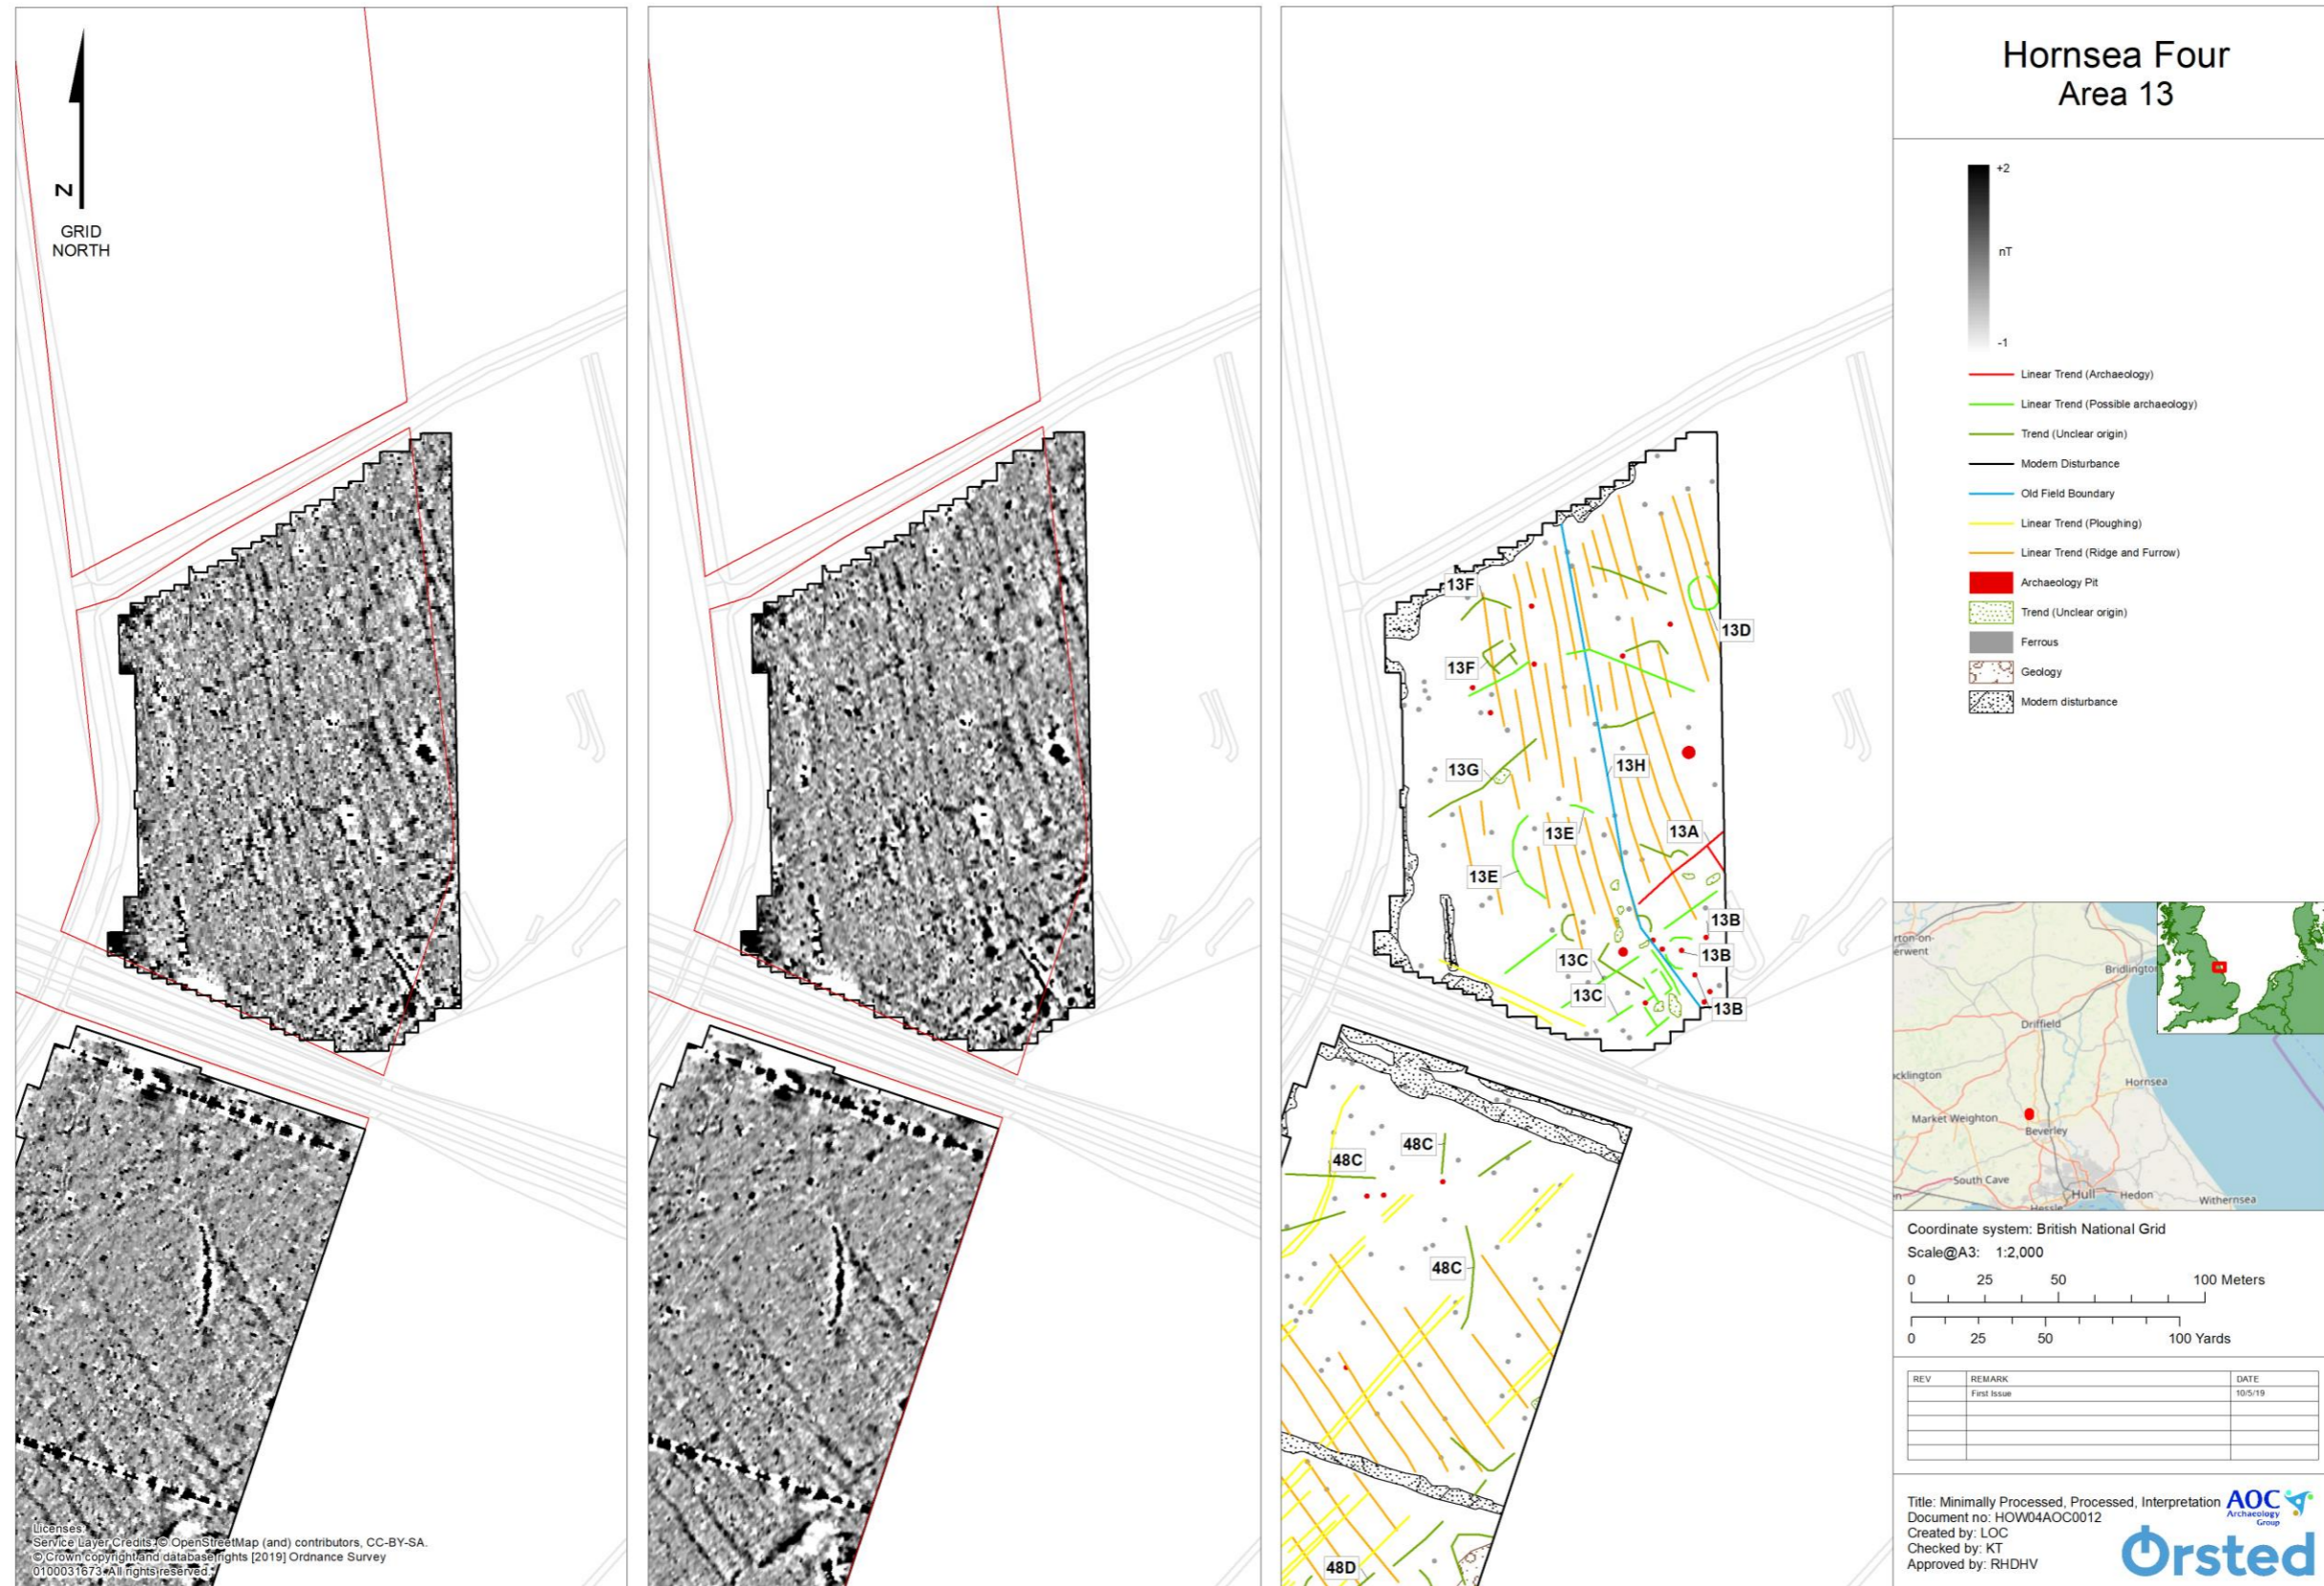 N
GRID
NORTH
Licenses:
Service Layer Credits: © OpenStreetMap (and) contributors, CC-BY-SA.
© Crown copyright and database rights [2019] Ordnance Survey
0100031673 All rights reserved.
13F
13D
13F
13G
13H
13E
13A
13E
13B
13C
13B
13C
13B
48C
48C
48C
48D
Hornsea Four
Area 13
+2
nT
-1
Linear Trend (Archaeology)
Linear Trend (Possible archaeology)
Trend (Unclear origin)
Modern Disturbance
Old Field Boundary
Linear Trend (Ploughing)
Linear Trend (Ridge and Furrow)
Archaeology Pit
Trend (Unclear origin)
Ferrous
Geology
Modern disturbance
rton-on-
erwent
Bridlington
Driffield
cklington
Hornsea
Market Weighton
Beverley
South Cave
Hull
Hedon
Withernsea
Hessle
Coordinate system: British National Grid
Scale@A3: 1:2,000
0 25 50 100 Meters
0 25 50 100 Yards
REV REMARK DATE
First Issue 10/5/19
Title: Minimally Processed, Processed, Interpretation
Document no: HOW04AOC0012
Created by: LOC
Checked by: KT
Approved by: RHDHV
AOC
Archaeology
Group
Ørsted